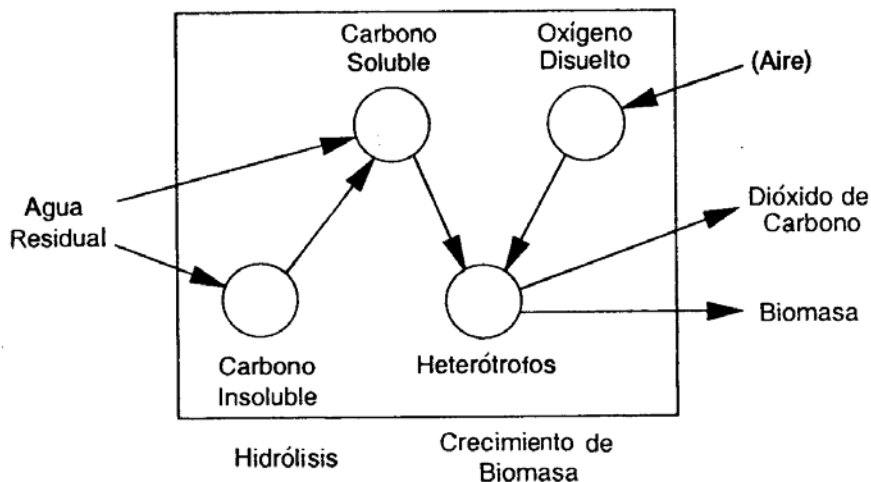 Carbono
Soluble
Oxígeno
Disuelto
(Aire)
Agua
Residual
Dióxido de
Carbono
Biomasa
Carbono
Insoluble
Heterótrofos
Hidrólisis
Crecimiento de
Biomasa